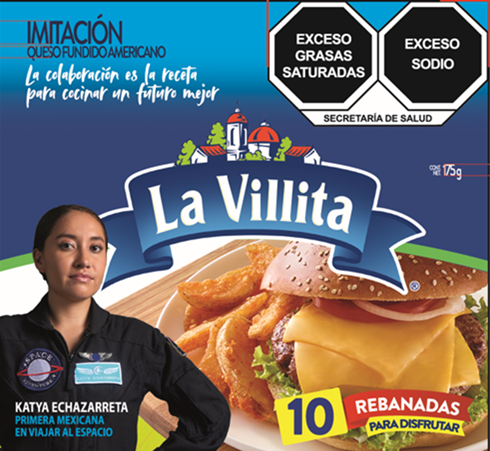 IMITACIÓN
QUESO FUNDIDO AMERICANO
La colaboración es la receta
para cocinar un futuro mejor
EXCESO
GRASAS
SATURADAS
EXCESO
SODIO
SECRETARÍA DE SALUD
CONT.
NET. 175g
La Villita
®
SPACE
KATYA ECHAZARRETA
PRIMERA MEXICANA
EN VIAJAR AL ESPACIO
10 REBANADAS
PARA DISFRUTAR